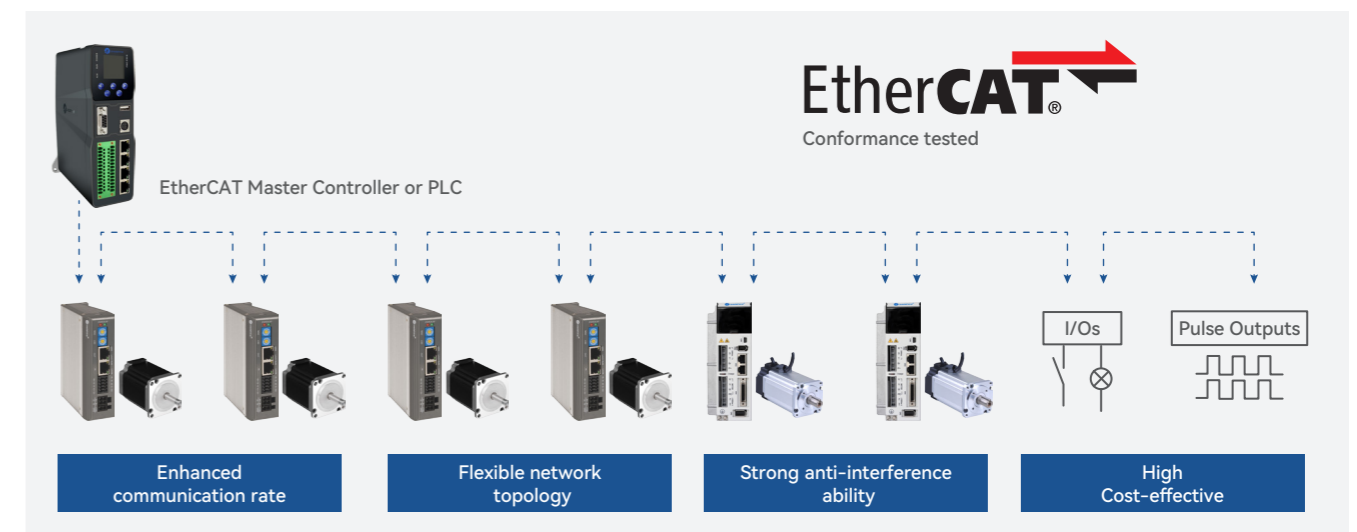 EtherCAT®
Conformance tested
EtherCAT Master Controller or PLC
I/Os
Pulse Outputs
Enhanced
communication rate
Flexible network
topology
Strong anti-interference
ability
High
Cost-effective